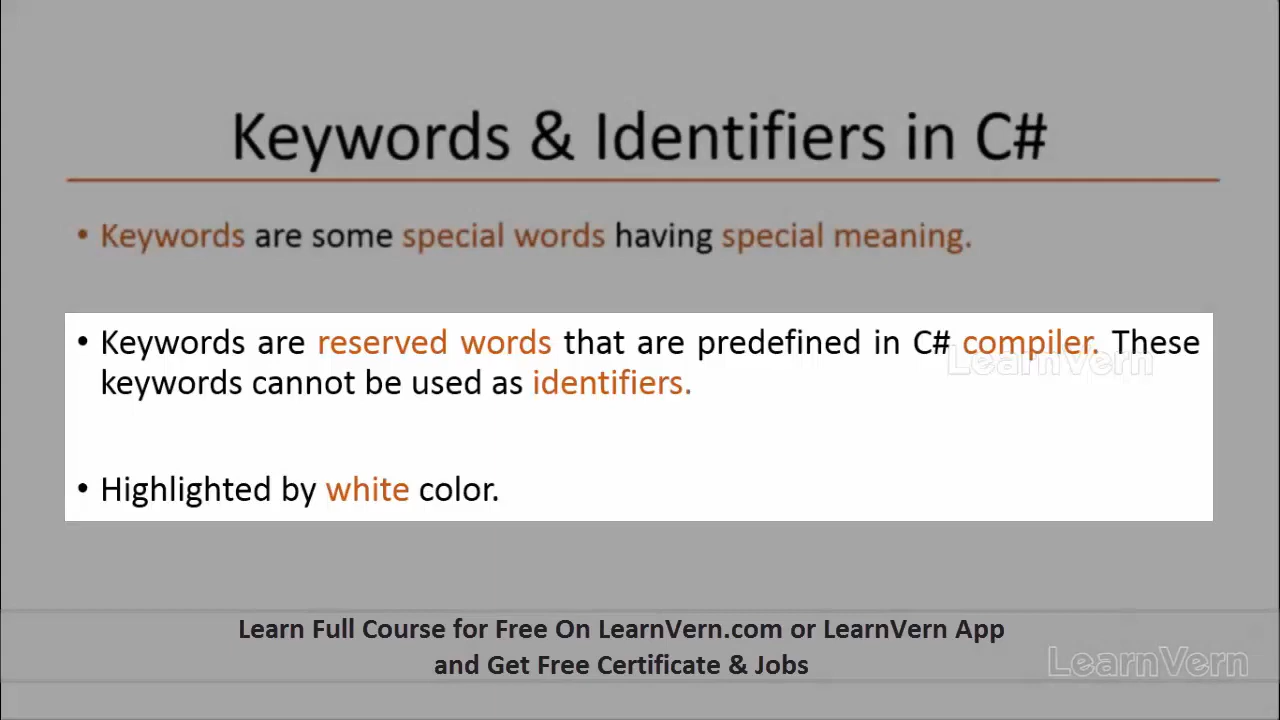 Keywords & Identifiers in C#
• Keywords are some special words having special meaning.
• Keywords are reserved words that are predefined in C# compiler. These
keywords cannot be used as identifiers.
LearnVern
• Highlighted by white color.
Learn Full Course for Free On LearnVern.com or LearnVern App
and Get Free Certificate & Jobs
LearnVern